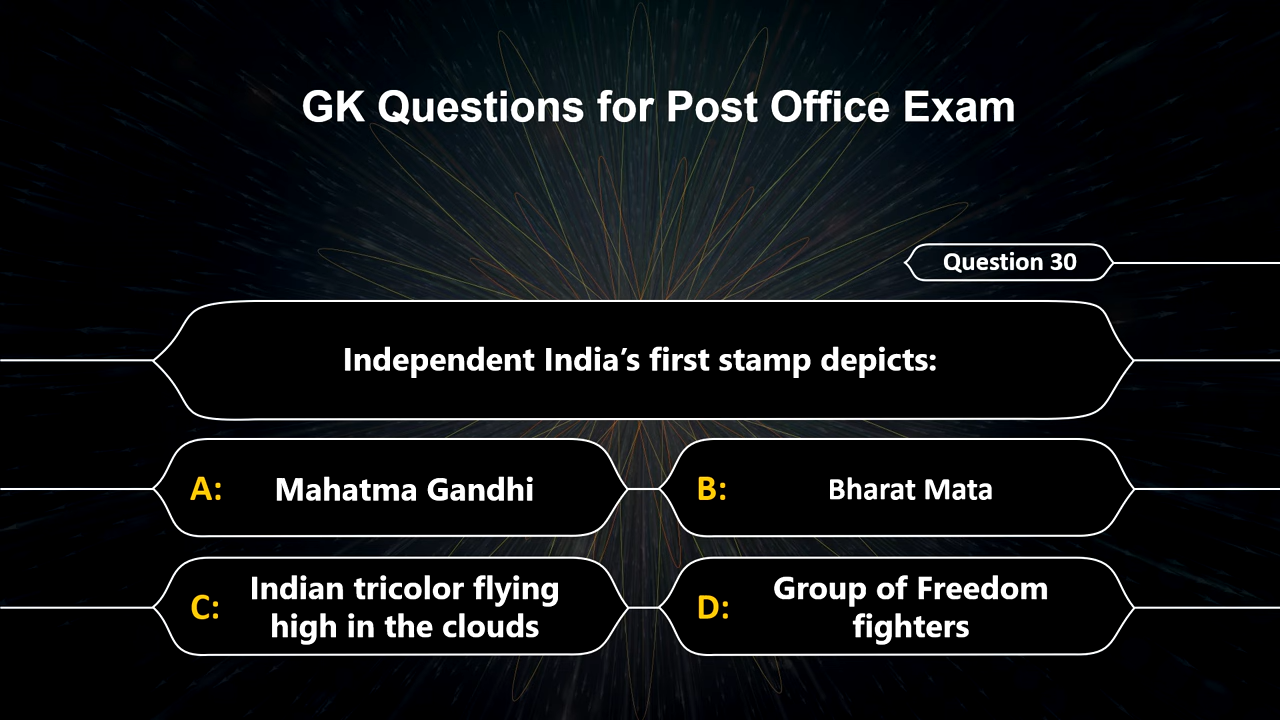 GK Questions for Post Office Exam
Question 30
Independent India’s first stamp depicts:
A: Mahatma Gandhi
B: Bharat Mata
C: Indian tricolor flying
high in the clouds
D: Group of Freedom
fighters